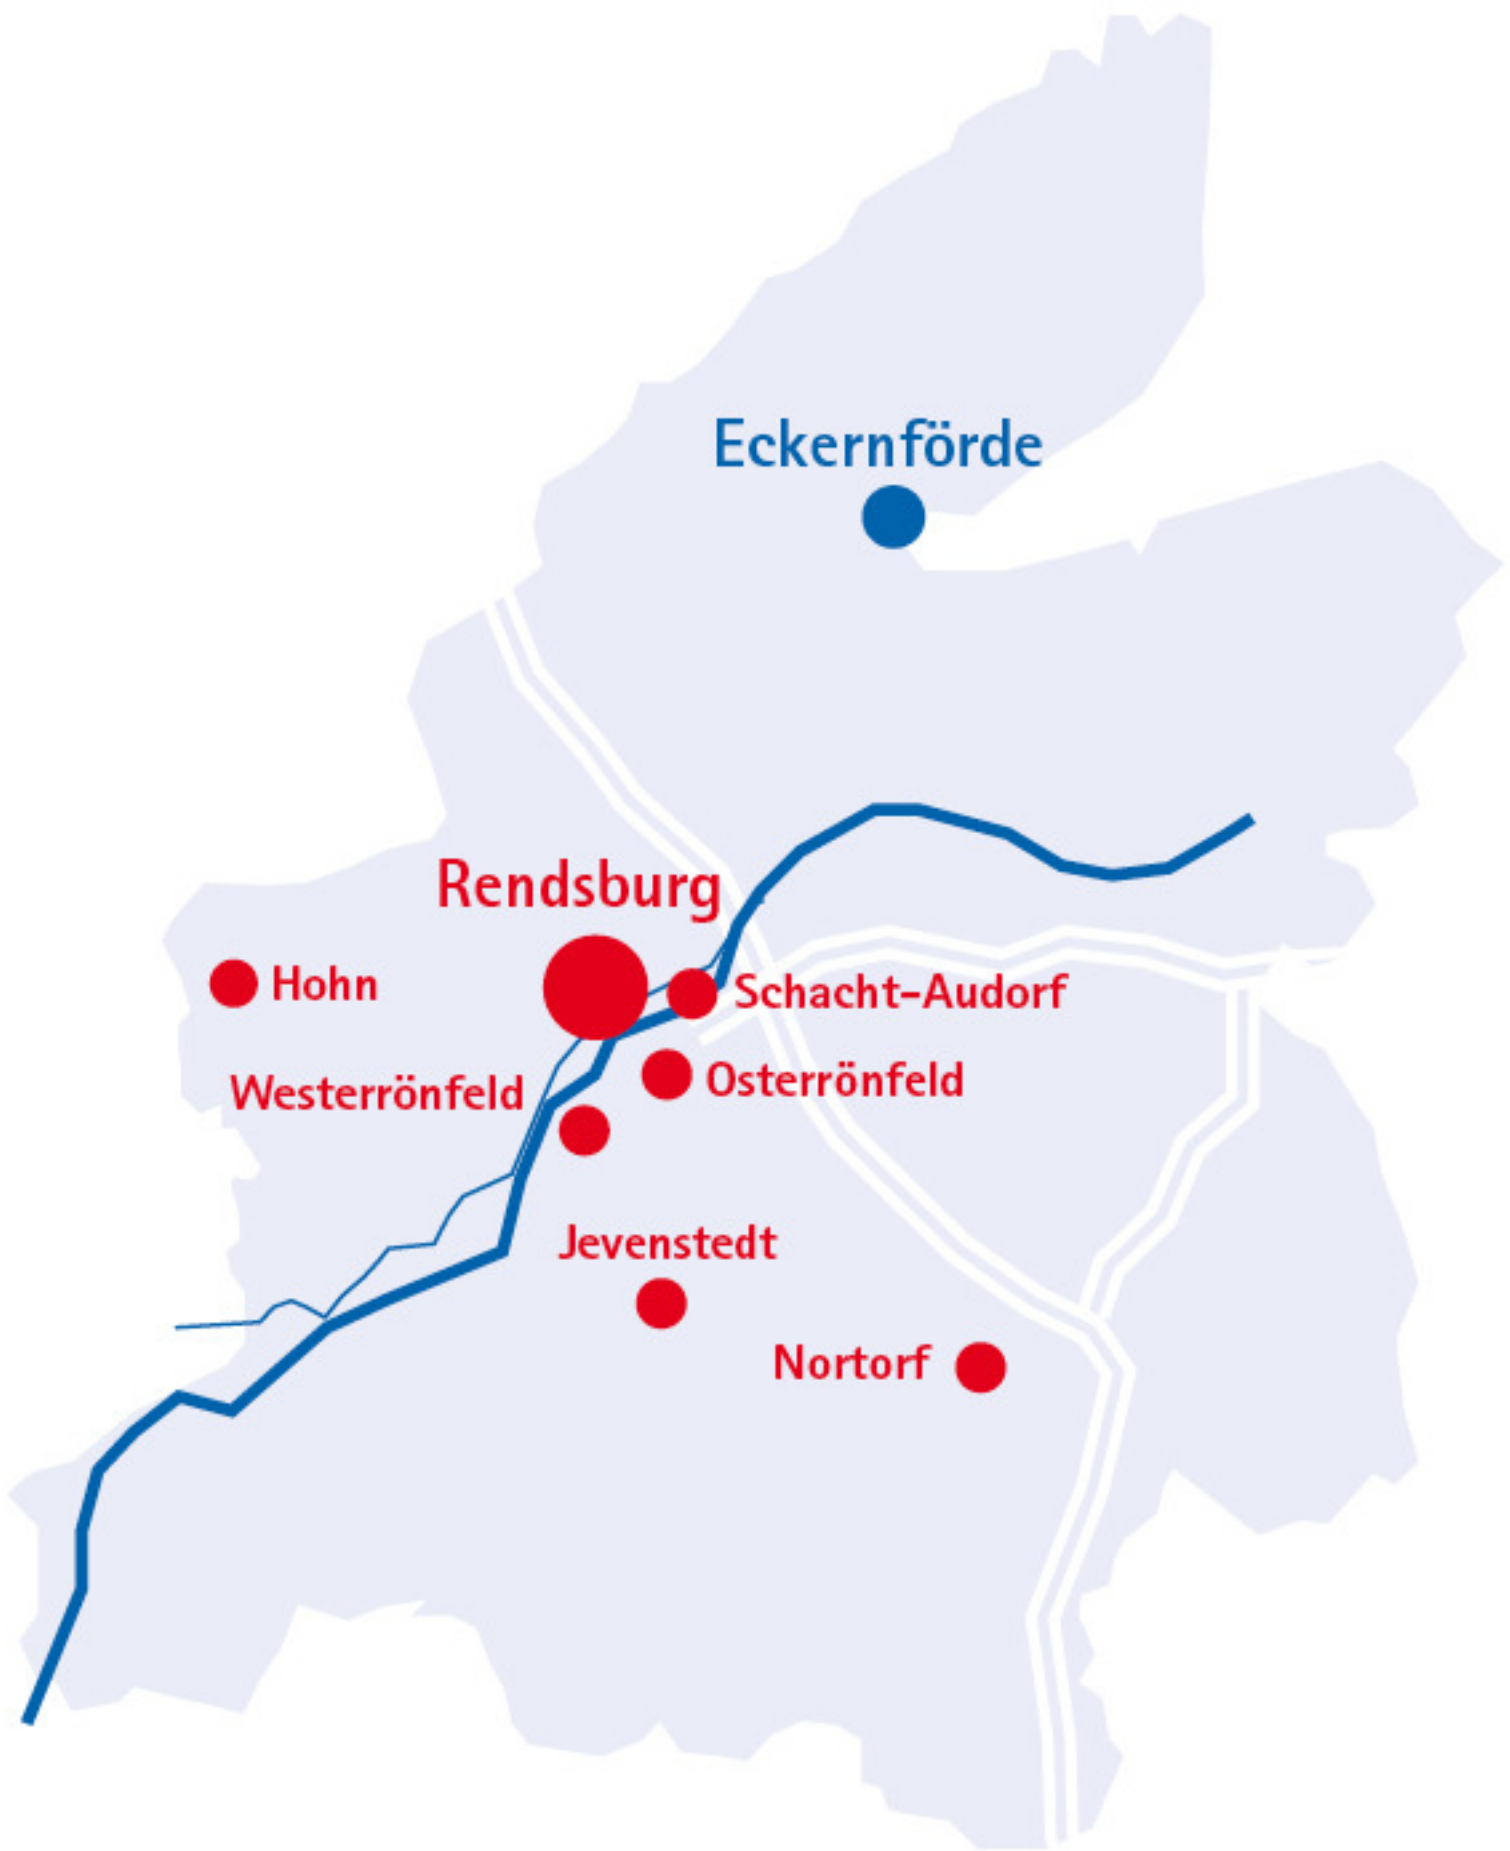 Eckernförde
Rendsburg
Hohn
Schacht-Audorf
Westerrönfeld
Osterrönfeld
Jevenstedt
Nortorf